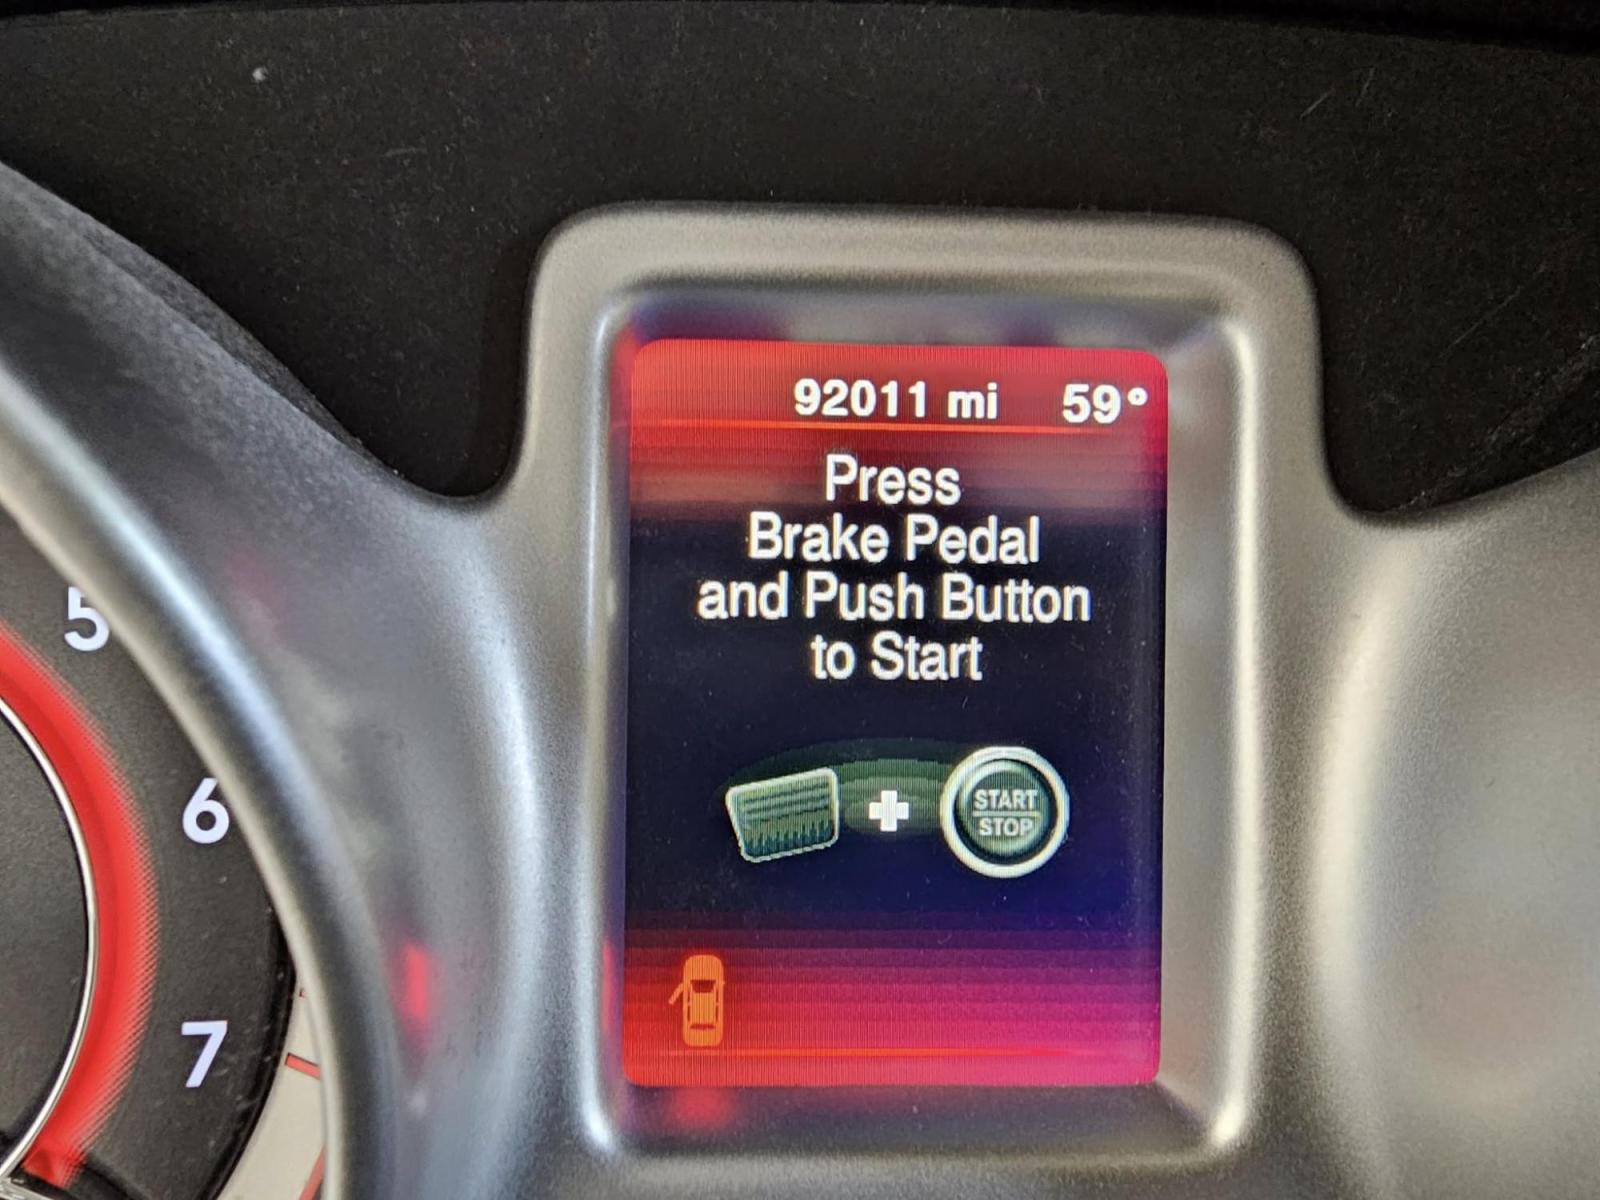 92011 mi 59°
Press
Brake Pedal
and Push Button
to Start
START
STOP
5
6
7